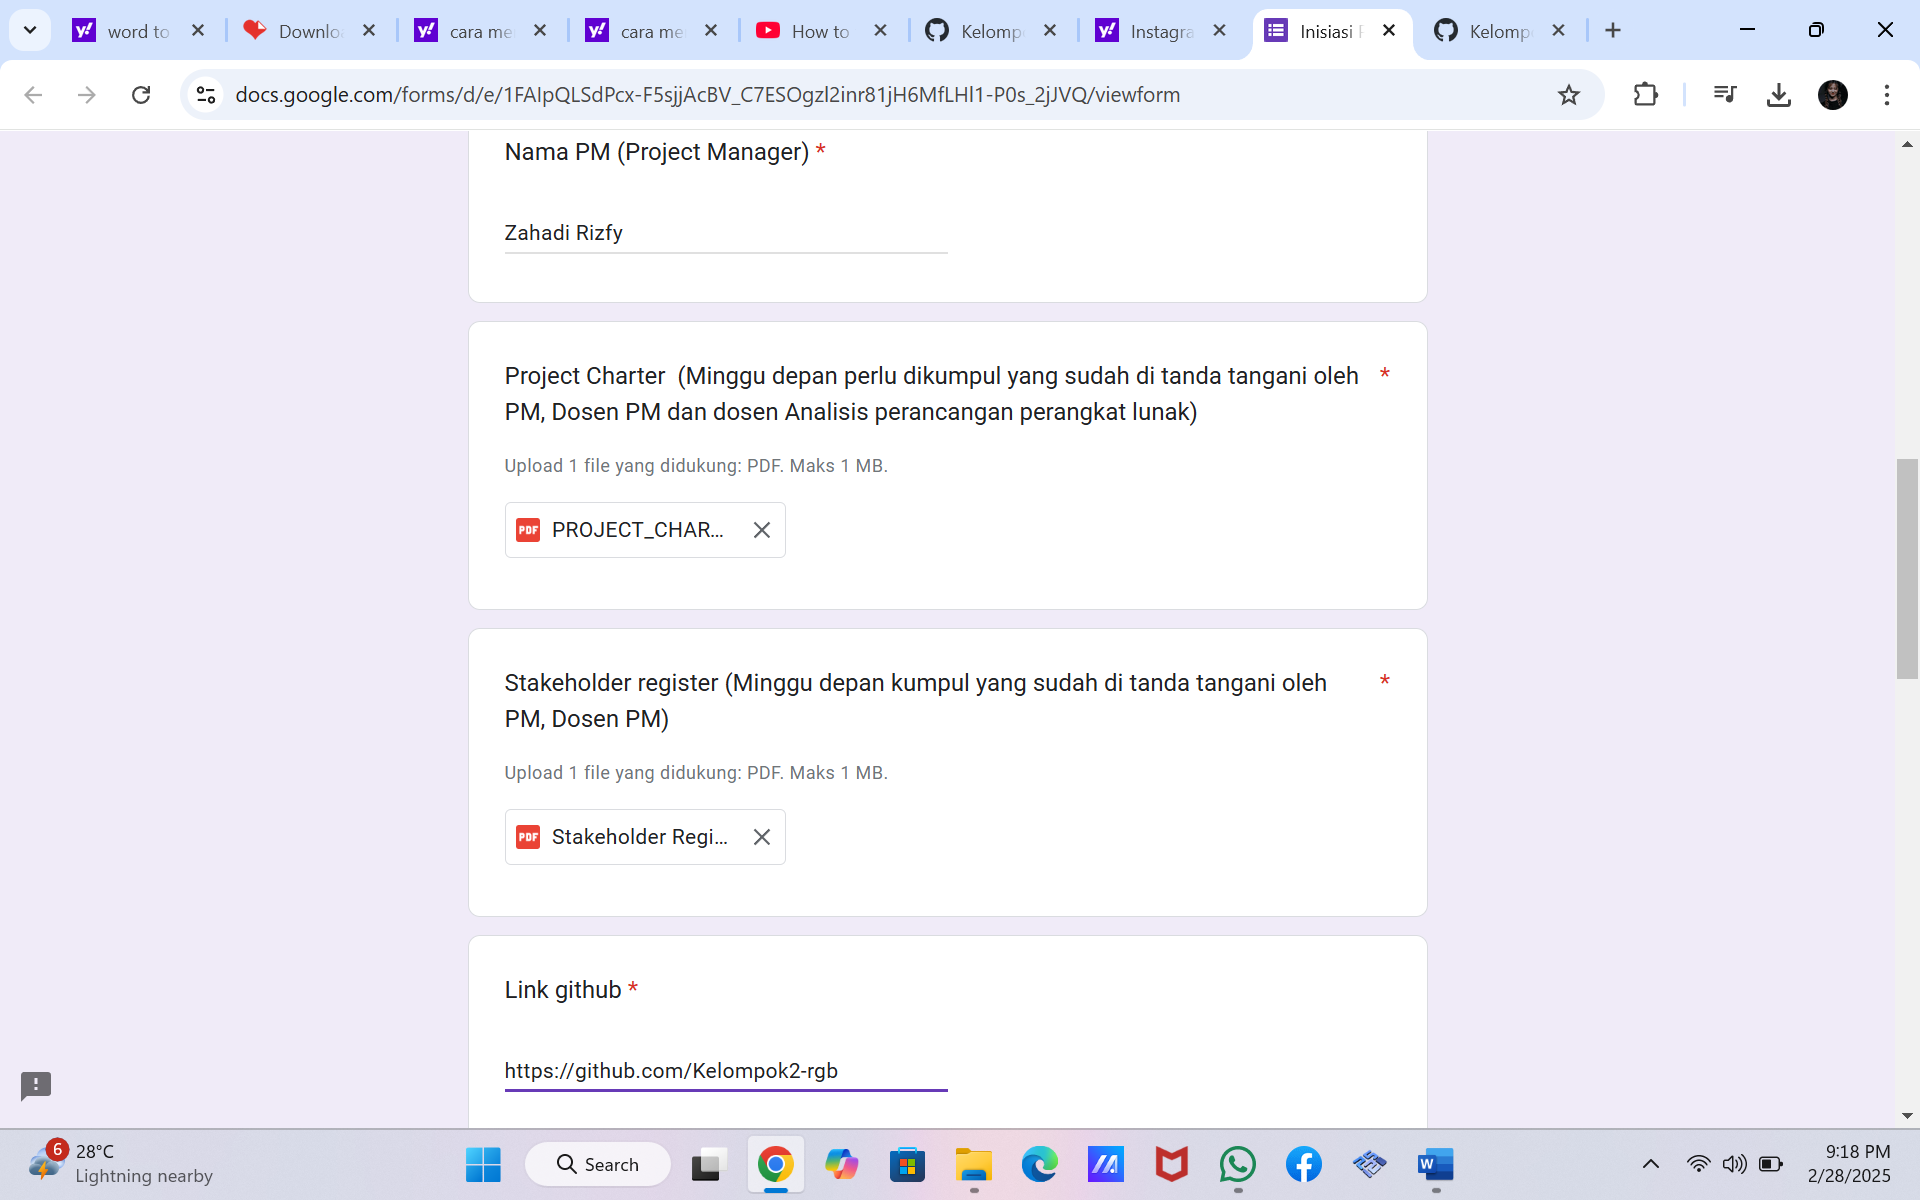 word to
Downlo
cara me
cara me
How to
Kelomp
Instagra
Inisiasi P
Kelomp
docs.google.com/forms/d/e/1FAIpQLSdPcx-F5sjjAcBV_C7ESOgzl2inr81jH6MfLHl1-P0s_2jJVQ/viewform
Nama PM (Project Manager) *
Zahadi Rizfy
Project Charter (Minggu depan perlu dikumpul yang sudah di tanda tangani oleh *
PM, Dosen PM dan dosen Analisis perancangan perangkat lunak)
Upload 1 file yang didukung: PDF. Maks 1 MB.
PDF PROJECT_CHAR...
Stakeholder register (Minggu depan kumpul yang sudah di tanda tangani oleh *
PM, Dosen PM)
Upload 1 file yang didukung: PDF. Maks 1 MB.
PDF Stakeholder Regi...
Link github *
https://github.com/Kelompok2-rgb
6
28°C
Lightning nearby
Search
9:18 PM
2/28/2025